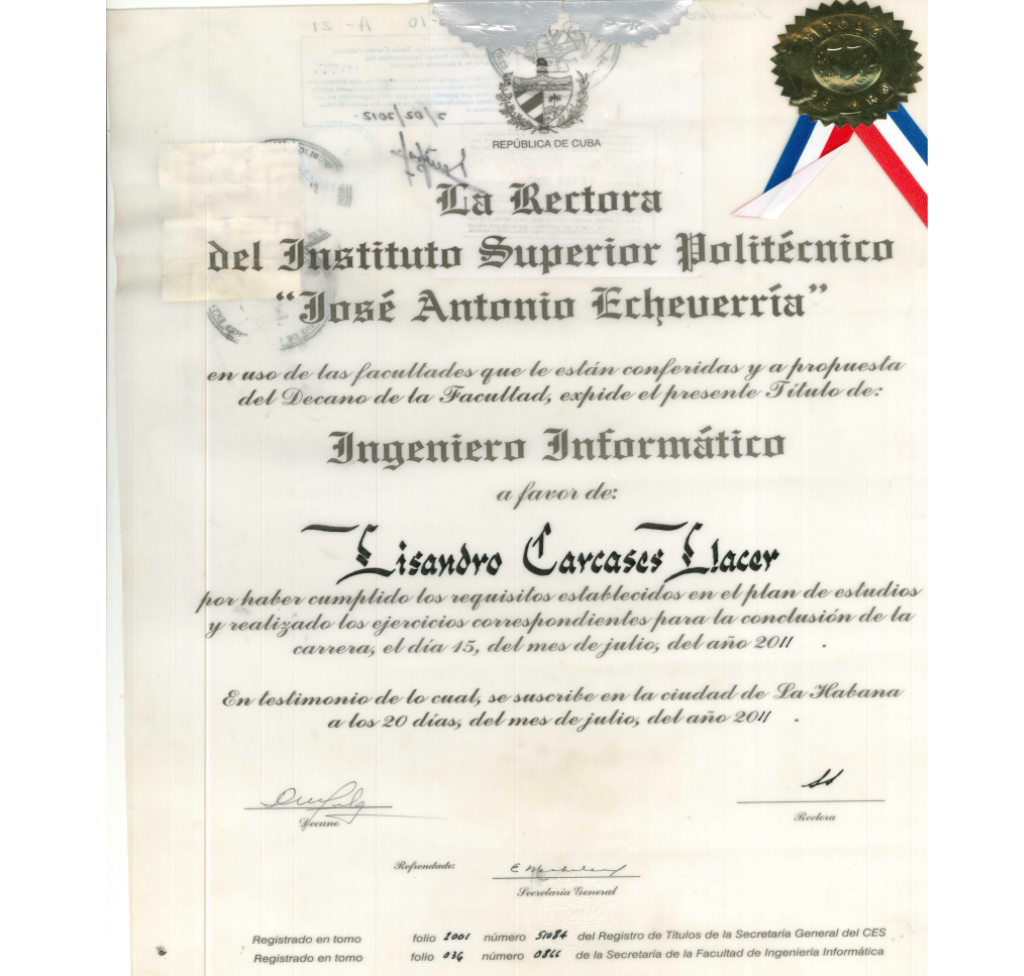 A-21
2/02/2012
REPÚBLICA DE CUBA
La Rectora
del Instituto Superior Politécnico
“José Antonio Echeverría”
en uso de las facultades que le están conferidas y a propuesta
del Decano de la Facultad, expide el presente Título de:
Ingeniero Informático
a favor de:
Lisandro Carcases Llacer
por haber cumplido los requisitos establecidos en el plan de estudios
y realizado los ejercicios correspondientes para la conclusión de la
carrera, el día 15, del mes de julio, del año 2011 .
En testimonio de lo cual, se suscribe en la ciudad de La Habana
a los 20 días, del mes de julio, del año 2011 .
Decano
Rectora
Refrendado:
Secretaria General
Registrado en tomo folio 2001 número 51084 del Registro de Títulos de la Secretaría General del CES
Registrado en tomo folio 036 número 0866 de la Secretaría de la Facultad de Ingeniería Informática